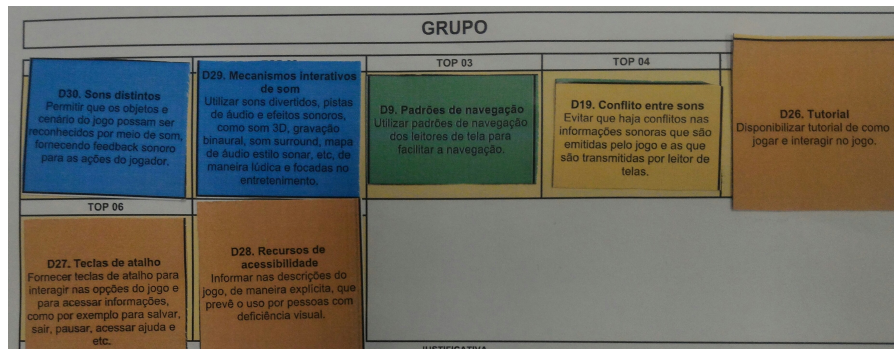 GRUPO
TOP 03
TOP 04
D30. Sons distintos
Permitir que os objetos e
cenário do jogo possam ser
reconhecidos por meio de som,
fornecendo feedback sonoro
para as ações do jogador.
D29. Mecanismos interativos
de som
Utilizar sons divertidos, pistas
de áudio e efeitos sonoros,
como som 3D, gravação
binaural, som surround, mapa
de áudio estilo sonar, etc, de
maneira lúdica e focadas no
entretenimento.
D9. Padrões de navegação
Utilizar padrões de navegação
dos leitores de tela para
facilitar a navegação.
D19. Conflito entre sons
Evitar que haja conflitos nas
informações sonoras que são
emitidas pelo jogo e as que
são transmitidas por leitor de
telas.
D26. Tutorial
Disponibilizar tutorial de como
jogar e interagir no jogo.
TOP 06
D27. Teclas de atalho
Fornecer teclas de atalho para
interagir nas opções do jogo e
para acessar informações,
como por exemplo para salvar,
sair, pausar, acessar ajuda e
etc.
D28. Recursos de
acessibilidade
Informar nas descrições do
jogo, de maneira explícita, que
prevê o uso por pessoas com
deficiência visual.
JUSTIFICATIVA